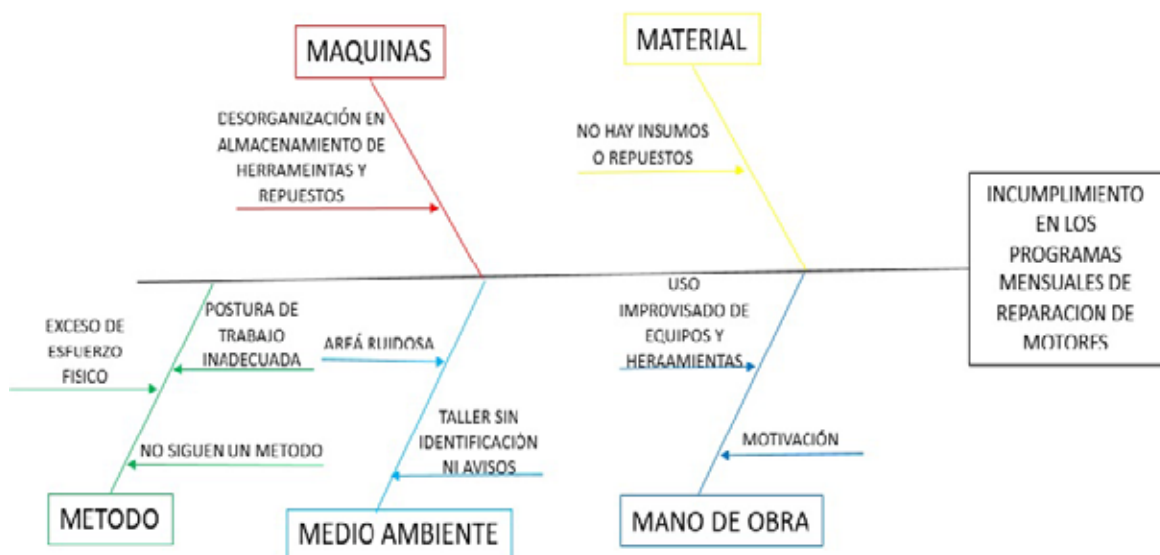 MAQUINAS
MATERIAL
DESORGANIZACIÓN EN
ALMACENAMIENTO DE
HERRAMEINTAS Y
REPUESTOS
NO HAY INSUMOS
O REPUESTOS
INCUMPLIMIENTO
EN LOS
PROGRAMAS
MENSUALES DE
REPARACION DE
MOTORES
EXCESO DE
ESFUERZO
FISICO
POSTURA DE
TRABAJO
INADECUADA
NO SIGUEN UN METODO
AREÁ RUIDOSA
TALLER SIN
IDENTIFICACIÓN
NI AVISOS
USO
IMPROVISADO DE
EQUIPOS Y
HERAAMIENTAS
MOTIVACIÓN
METODO
MEDIO AMBIENTE
MANO DE OBRA